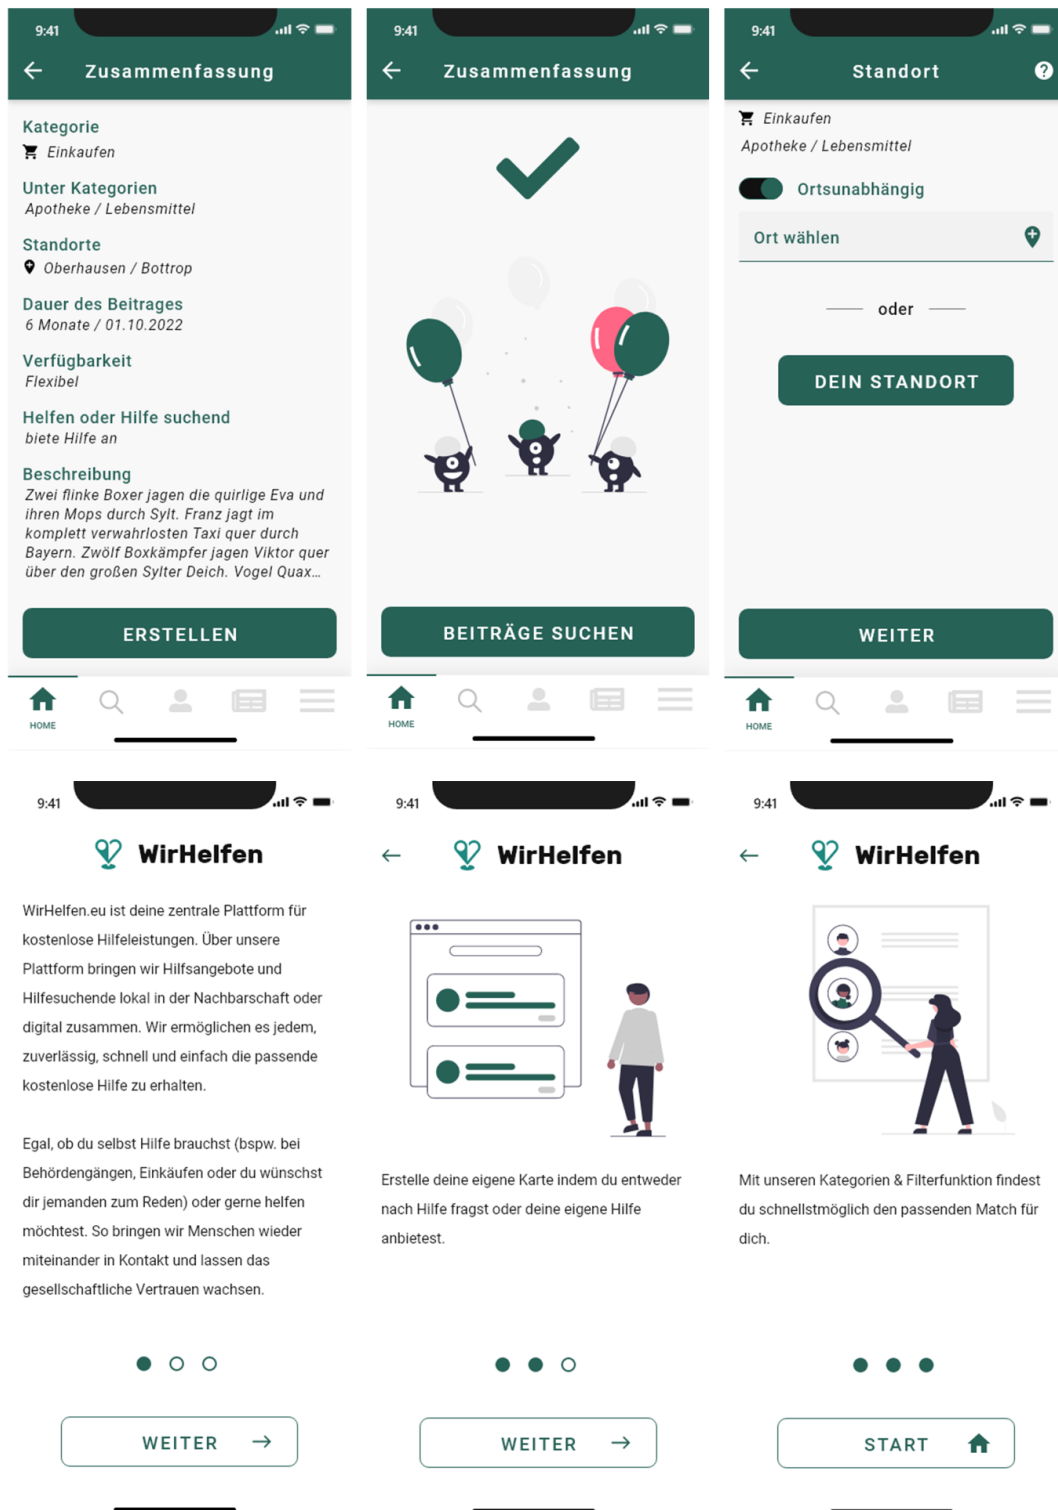 9:41
Zusammenfassung
Kategorie
Einkaufen
Unter Kategorien
Apotheke / Lebensmittel
Standorte
Oberhausen / Bottrop
Dauer des Beitrages
6 Monate / 01.10.2022
Verfügbarkeit
Flexibel
Helfen oder Hilfe suchend
biete Hilfe an
Beschreibung
Zwei flinke Boxer jagen die quirlige Eva und
ihren Mops durch Sylt. Franz jagt im
komplett verwahrlosten Taxi quer durch
Bayern. Zwölf Boxkämpfer jagen Viktor quer
über den großen Sylter Deich. Vogel Quax...
ERSTELLEN
HOME
9:41
Zusammenfassung
BEITRÄGE SUCHEN
HOME
9:41
Standort
?
Einkaufen
Apotheke / Lebensmittel
Ortsunabhängig
Ort wählen
oder
DEIN STANDORT
WEITER
HOME
9:41
WirHelfen
WirHelfen.eu ist deine zentrale Plattform für
kostenlose Hilfeleistungen. Über unsere
Plattform bringen wir Hilfsangebote und
Hilfesuchende lokal in der Nachbarschaft oder
digital zusammen. Wir ermöglichen es jedem,
zuverlässig, schnell und einfach die passende
kostenlose Hilfe zu erhalten.
Egal, ob du selbst Hilfe brauchst (bspw. bei
Behördengängen, Einkäufen oder du wünschst
dir jemanden zum Reden) oder gerne helfen
möchtest. So bringen wir Menschen wieder
miteinander in Kontakt und lassen das
gesellschaftliche Vertrauen wachsen.
WEITER
9:41
WirHelfen
Erstelle deine eigene Karte indem du entweder
nach Hilfe fragst oder deine eigene Hilfe
anbietest.
WEITER
9:41
WirHelfen
Mit unseren Kategorien & Filterfunktion findest
du schnellstmöglich den passenden Match für
dich.
START